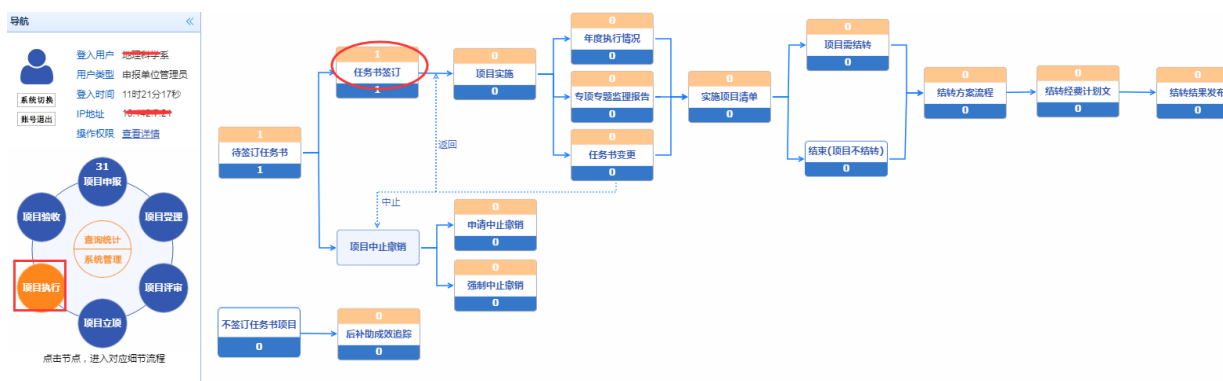 导航
登入用户 地理科学系
用户类型 申报单位管理员
登入时间 11时21分17秒
IP地址
操作权限 查看详情
系统切换
账号退出
31
项目申报
项目验收
项目受理
查询统计
系统管理
项目执行
项目评审
项目立项
点击节点，进入对应细节流程
1
待签订任务书
1
1
任务书签订
1
0
项目实施
0
0
年度执行情况
0
0
专项专题监理报告
0
0
任务书变更
0
0
实施项目清单
0
0
项目需结转
0
结束(项目不结转)
0
0
结转方案流程
0
0
结转经费计划文
0
0
结转结果发布
0
返回
中止
项目中止撤销
0
申请中止撤销
0
0
强制中止撤销
0
不签订任务书项目
0
0
后补助成效追踪
0